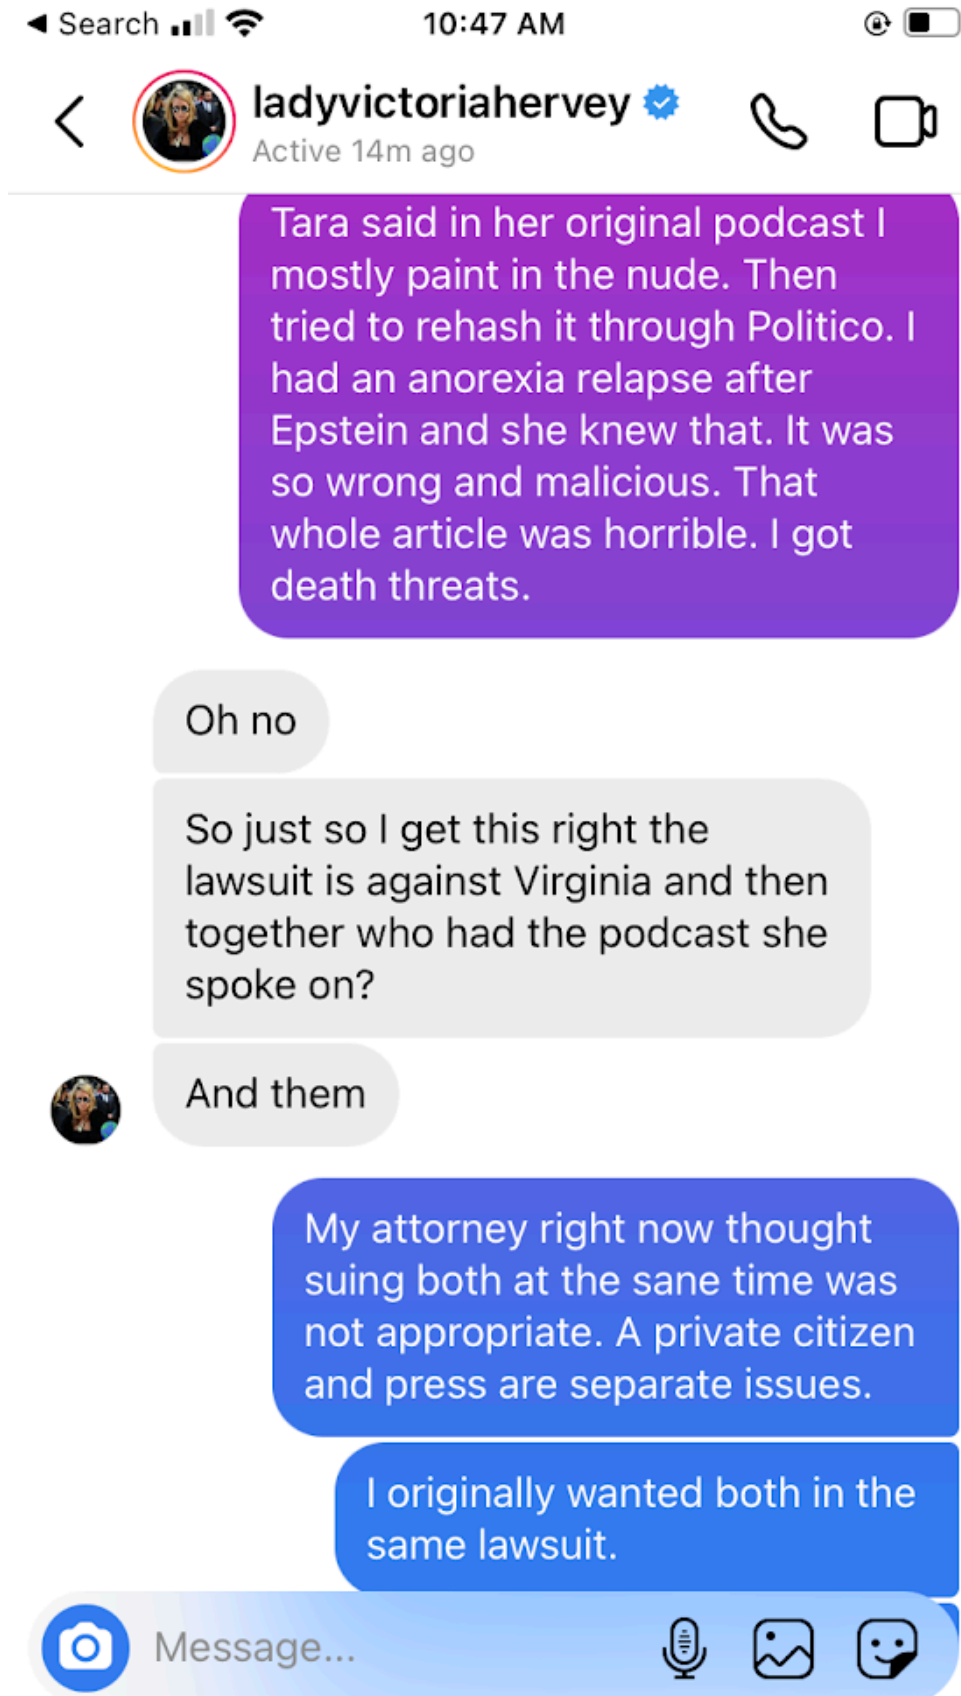 Search
10:47 AM
ladyvictoriahervey
Active 14m ago
Tara said in her original podcast I
mostly paint in the nude. Then
tried to rehash it through Politico. I
had an anorexia relapse after
Epstein and she knew that. It was
so wrong and malicious. That
whole article was horrible. I got
death threats.
Oh no
So just so I get this right the
lawsuit is against Virginia and then
together who had the podcast she
spoke on?
And them
My attorney right now thought
suing both at the sane time was
not appropriate. A private citizen
and press are separate issues.
I originally wanted both in the
same lawsuit.
Message...